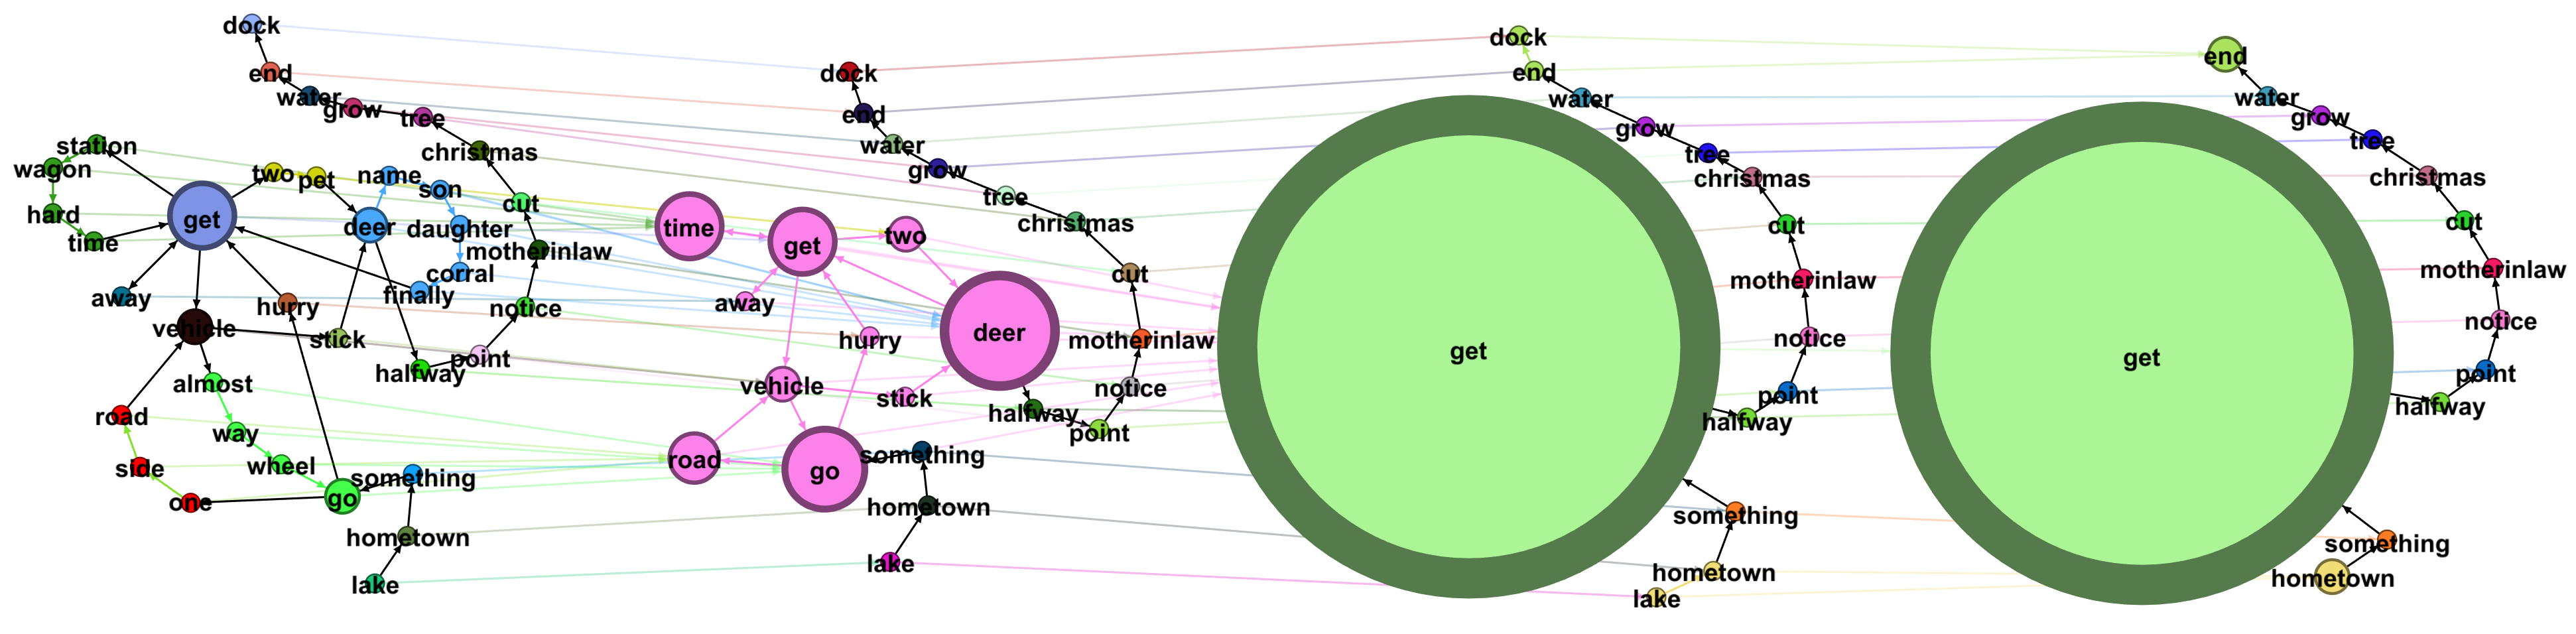 dock
end
water
grow
tree
christmas
station
wagon
two
pet
name
son
cut
get
hard
time
deer
daughter
motherinlaw
corral
away
hurry
finally
notice
vehicle
stick
point
halfway
almost
road
way
side
wheel
something
one
go
hometown
lake
dock
end
water
grow
tree
christmas
time
get
two
cut
away
deer
hurry
motherinlaw
vehicle
stick
notice
halfway
point
road
go
something
hometown
lake
dock
end
water
grow
tree
christmas
cut
motherinlaw
notice
get
point
halfway
something
hometown
lake
end
water
grow
tree
christmas
cut
motherinlaw
notice
get
point
halfway
something
hometown